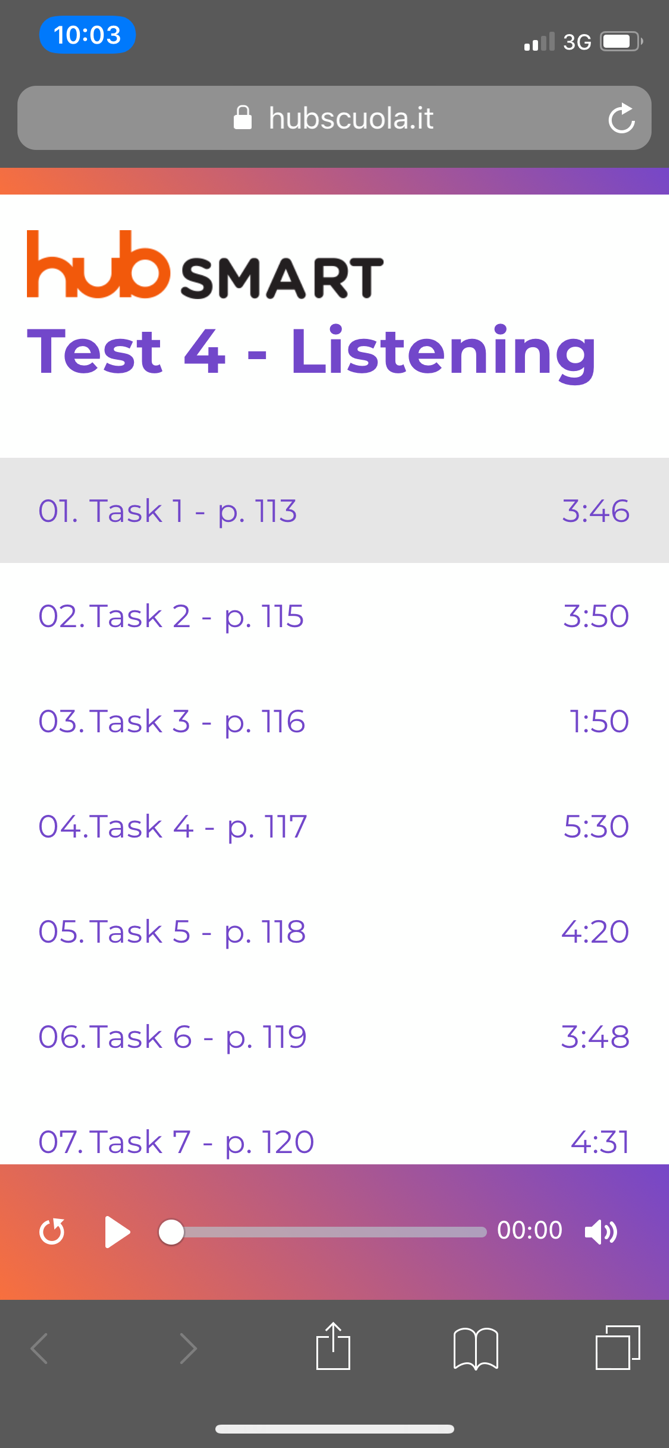 10:03
3G
hubscuola.it
hub SMART
Test 4 - Listening
01. Task 1 - p. 113 3:46
02. Task 2 - p. 115 3:50
03. Task 3 - p. 116 1:50
04. Task 4 - p. 117 5:30
05. Task 5 - p. 118 4:20
06. Task 6 - p. 119 3:48
07. Task 7 - p. 120 4:31
00:00